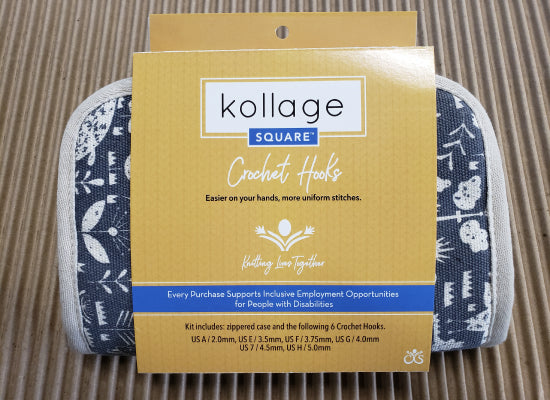 kollage
SQUARE™
Crochet Hooks
Easier on your hands, more uniform stitches.
Knitting Lives Together
Every Purchase Supports Inclusive Employment Opportunities
for People with Disabilities
Kit includes: zippered case and the following 6 Crochet Hooks.
US A / 2.0mm, US E / 3.5mm, US F / 3.75mm, US G / 4.0mm
US 7 / 4.5mm, US H / 5.0mm